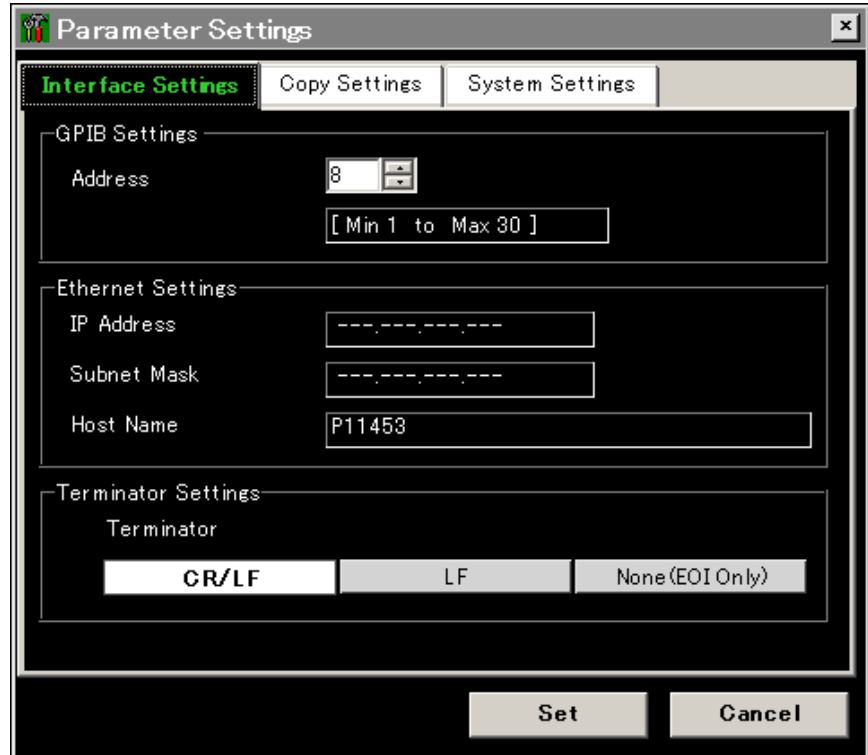 Parameter Settings
Interface Settings Copy Settings System Settings
GPIB Settings
Address 8
[ Min 1 to Max 30 ]
Ethernet Settings
IP Address ---.---.---.---
Subnet Mask ---.---.---.---
Host Name P11453
Terminator Settings
Terminator
CR/LF LF None(EOI Only)
Set Cancel